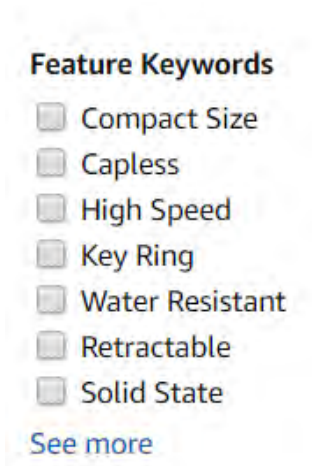 Feature Keywords
Compact Size
Capless
High Speed
Key Ring
Water Resistant
Retractable
Solid State
See more